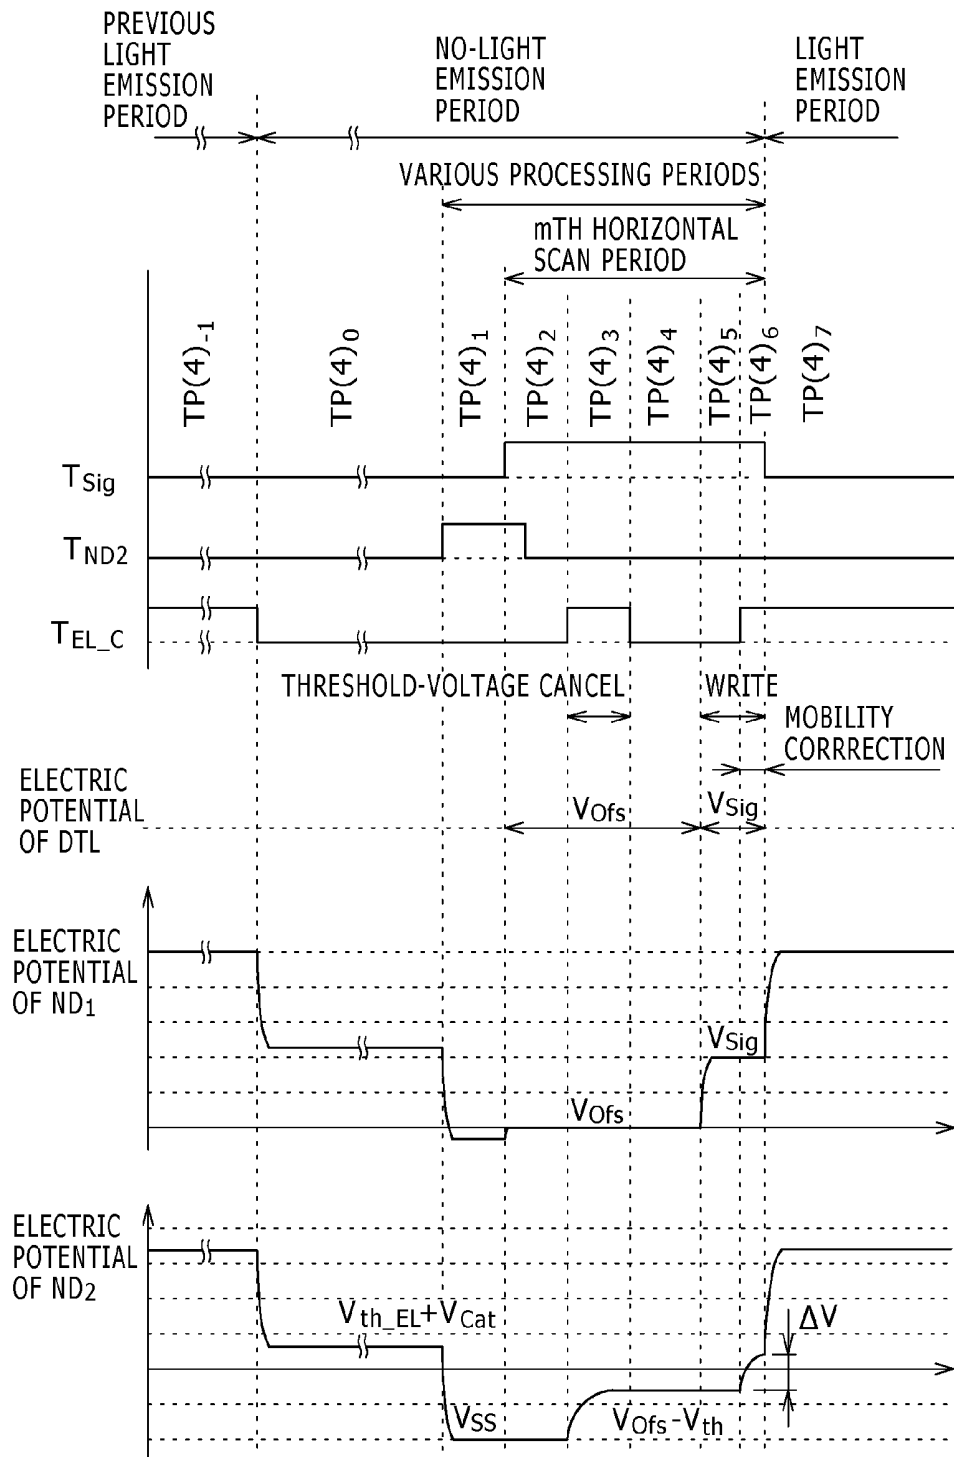 PREVIOUS
LIGHT
EMISSION
PERIOD
NO-LIGHT
EMISSION
PERIOD
LIGHT
EMISSION
PERIOD
VARIOUS PROCESSING PERIODS
mTH HORIZONTAL
SCAN PERIOD
TP(4)-1
TP(4)0
TP(4)1
TP(4)2
TP(4)3
TP(4)4
TP(4)5
TP(4)6
TP(4)7
TSig
TND2
TEL_C
THRESHOLD-VOLTAGE CANCEL
WRITE
MOBILITY
CORRRECTION
ELECTRIC
POTENTIAL
OF DTL
VOfs
VSig
ELECTRIC
POTENTIAL
OF ND1
VSig
VOfs
ELECTRIC
POTENTIAL
OF ND2
Vth_EL+VCat
ΔV
VSS
VOfs-Vth